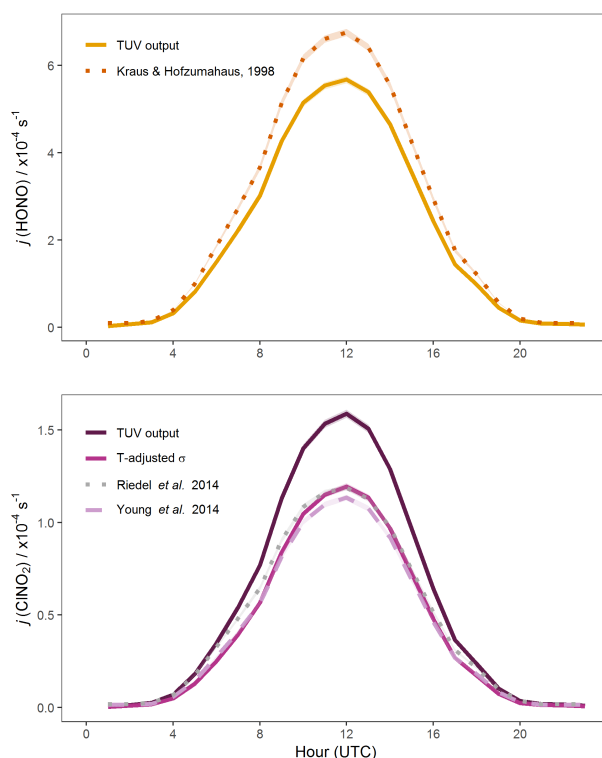 j (HONO) / x10⁻⁴ s⁻¹
6
4
2
0
TUV output
Kraus & Hofzumahaus, 1998
0 4 8 12 16 20
j (ClNO₂) / x10⁻⁴ s⁻¹
1.5
1.0
0.5
0.0
TUV output
T-adjusted σ
Riedel et al. 2014
Young et al. 2014
0 4 8 12 16 20
Hour (UTC)